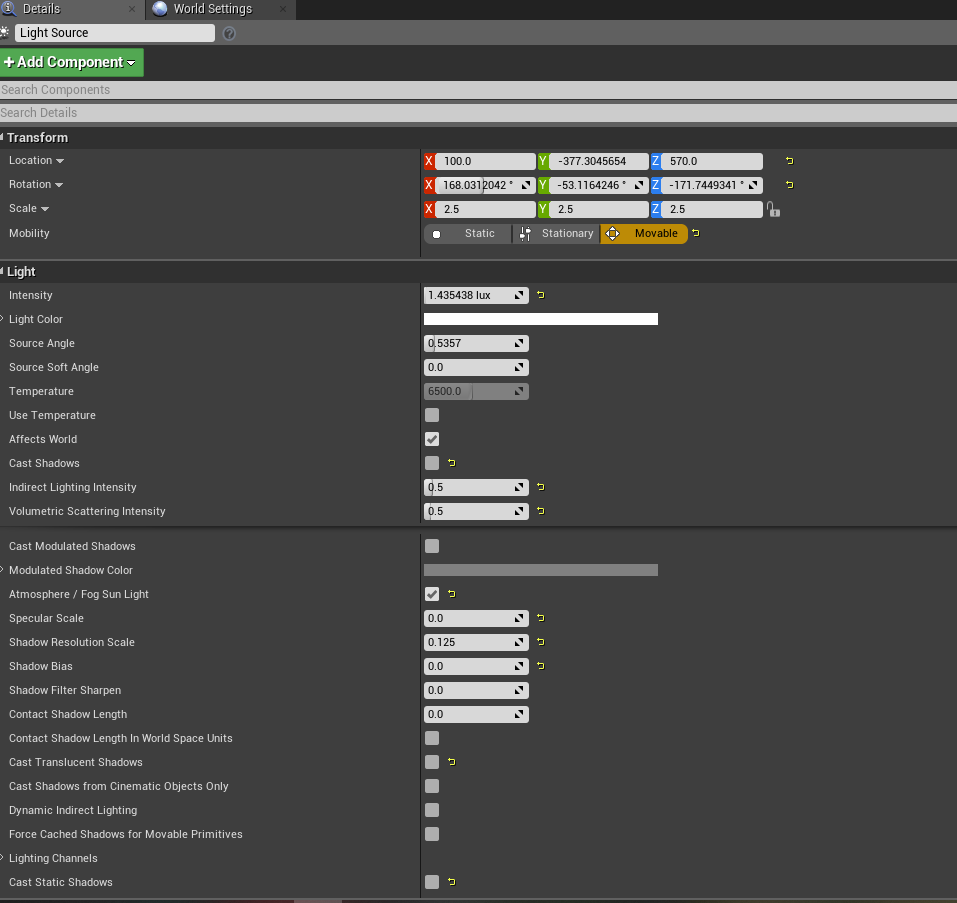 Details
World Settings
Light Source
Add Component
Search Components
Search Details
Transform
Location X 100.0 Y -377.3045654 Z 570.0
Rotation X 168.0312042 ° Y -53.1164246 ° Z -171.7449341 °
Scale X 2.5 Y 2.5 Z 2.5
Mobility Static Stationary Movable
Light
Intensity 1.435438 lux
Light Color
Source Angle 0.5357
Source Soft Angle 0.0
Temperature 6500.0
Use Temperature
Affects World
Cast Shadows
Indirect Lighting Intensity 0.5
Volumetric Scattering Intensity 0.5
Cast Modulated Shadows
Modulated Shadow Color
Atmosphere / Fog Sun Light
Specular Scale 0.0
Shadow Resolution Scale 0.125
Shadow Bias 0.0
Shadow Filter Sharpen 0.0
Contact Shadow Length 0.0
Contact Shadow Length In World Space Units
Cast Translucent Shadows
Cast Shadows from Cinematic Objects Only
Dynamic Indirect Lighting
Force Cached Shadows for Movable Primitives
Lighting Channels
Cast Static Shadows